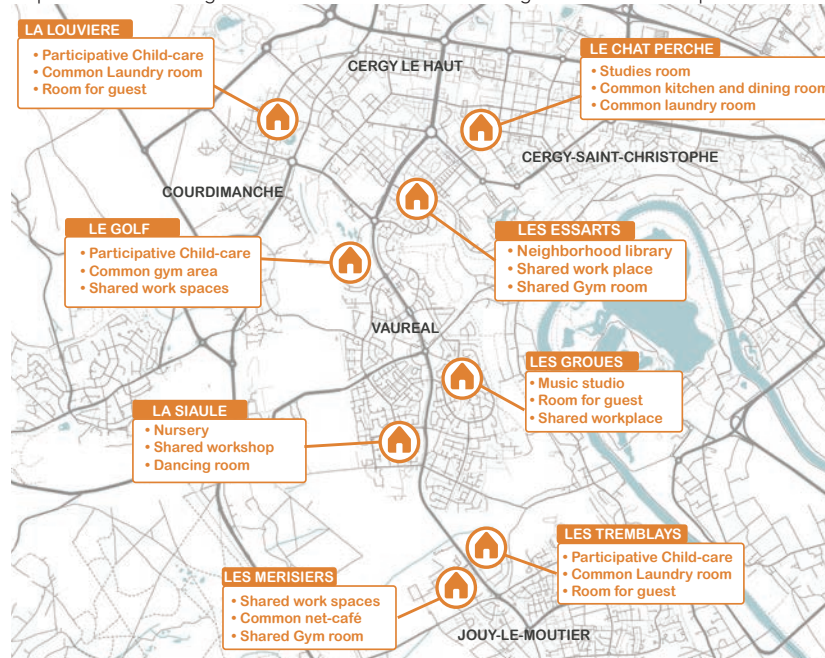 LA LOUVIERE
• Participative Child-care
• Common Laundry room
• Room for guest
CERGY LE HAUT
LE CHAT PERCHE
• Studies room
• Common kitchen and dining room
• Common laundry room
CERGY-SAINT-CHRISTOPHE
COURDIMANCHE
LE GOLF
• Participative Child-care
• Common gym area
• Shared work spaces
LES ESSARTS
• Neighborhood library
• Shared work place
• Shared Gym room
VAUREAL
LES GROUES
• Music studio
• Room for guest
• Shared workplace
LA SIAULE
• Nursery
• Shared workshop
• Dancing room
LES TREMBLAYS
• Participative Child-care
• Common Laundry room
• Room for guest
LES MERISIERS
• Shared work spaces
• Common net-café
• Shared Gym room
JOUY-LE-MOUTIER